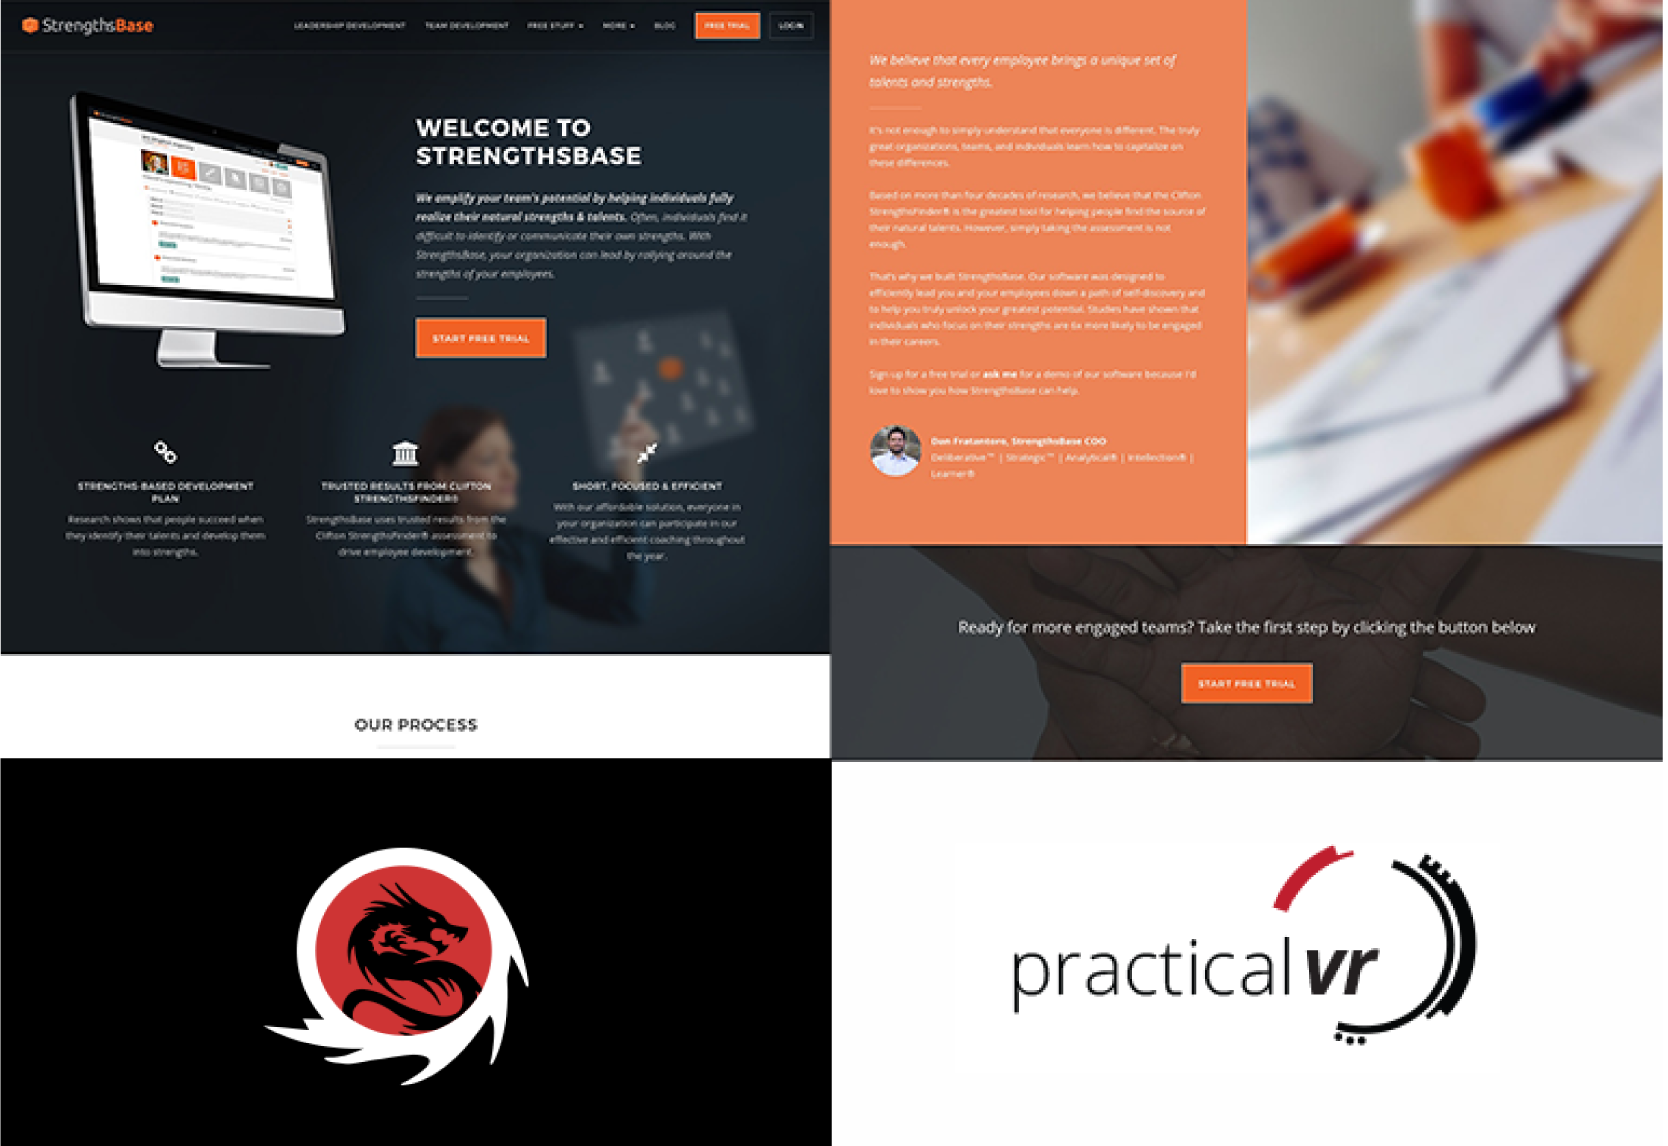 StrengthsBase
LEADERSHIP DEVELOPMENT
TEAM DEVELOPMENT
FREE STUFF
MORE
BLOG
FREE TRIAL
LOGIN
WELCOME TO
STRENGTHSBASE
We amplify your team's potential by helping individuals fully
realize their natural strengths & talents. Often, individuals find it
difficult to identify or communicate their own strengths. With
StrengthsBase, your organization can lead by rallying around the
strengths of your employees.
START FREE TRIAL
STRENGTHS-BASED DEVELOPMENT
PLAN
Research shows that people succeed when
they identify their talents and develop them
into strengths.
TRUSTED RESULTS FROM CLIFTON
STRENGTHSFINDER®
StrengthsBase uses trusted results from the
Clifton StrengthsFinder® assessment to
drive employee development.
SHORT, FOCUSED & EFFICIENT
With our affordable solution, everyone in
your organization can participate in our
effective and efficient coaching throughout
the year.
OUR PROCESS
We believe that every employee brings a unique set of
talents and strengths.
It's not enough to simply understand that everyone is different. The truly
great organizations, teams, and individuals learn how to capitalize on
these differences.
Based on more than four decades of research, we believe that the Clifton
StrengthsFinder® is the greatest tool for helping people find the source of
their natural talents. However, simply taking the assessment is not
enough.
That's why we built StrengthsBase. Our software was designed to
efficiently lead you and your employees down a path of self-discovery and
to help you truly unlock your greatest potential. Studies have shown that
individuals who focus on their strengths are 6x more likely to be engaged
in their careers.
Sign up for a free trial or ask me for a demo of our software because I'd
love to show you how StrengthsBase can help.
Dan Fratantoro, StrengthsBase COO
Deliberative™ | Strategic™ | Analytical® | Intellection® |
Learner®
Ready for more engaged teams? Take the first step by clicking the button below
START FREE TRIAL
practical vr